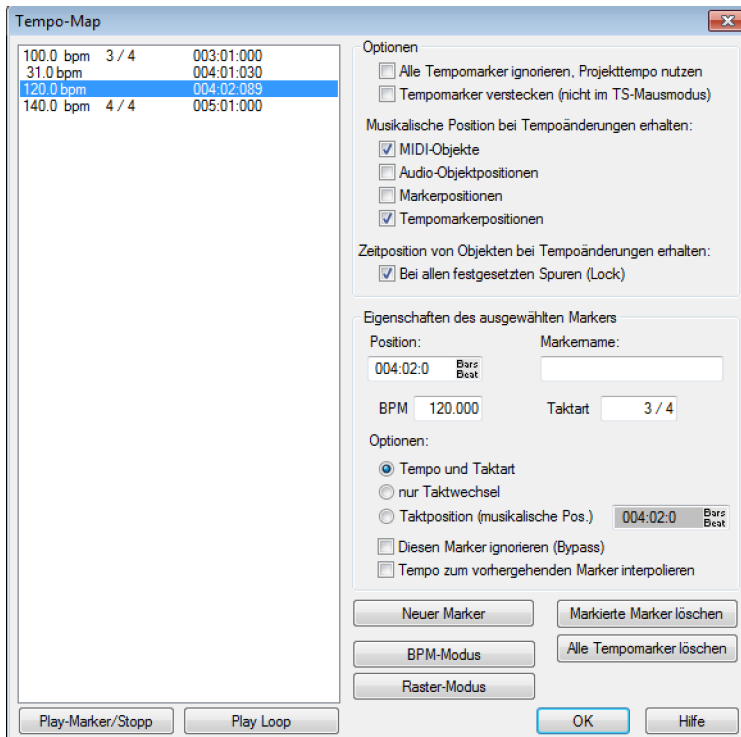 Tempo-Map
100.0 bpm 3 / 4 003:01:000
31.0 bpm 004:01:030
120.0 bpm 004:02:089
140.0 bpm 4 / 4 005:01:000
Optionen
Alle Tempomarker ignorieren, Projekttempo nutzen
Tempomarker verstecken (nicht im TS-Mausmodus)
Musikalische Position bei Tempoänderungen erhalten:
MIDI-Objekte
Audio-Objektpositionen
Markerpositionen
Tempomarkerpositionen
Zeitposition von Objekten bei Tempoänderungen erhalten:
Bei allen festgesetzten Spuren (Lock)
Eigenschaften des ausgewählten Markers
Position: Markername:
004:02:0 Bars Beat
BPM 120.000 Taktart 3 / 4
Optionen:
Tempo und Taktart
nur Taktwechsel
Taktposition (musikalische Pos.) 004:02:0 Bars Beat
Diesen Marker ignorieren (Bypass)
Tempo zum vorhergehenden Marker interpolieren
Neuer Marker Markierte Marker löschen
BPM-Modus Alle Tempomarker löschen
Raster-Modus
Play-Marker/Stopp Play Loop OK Hilfe